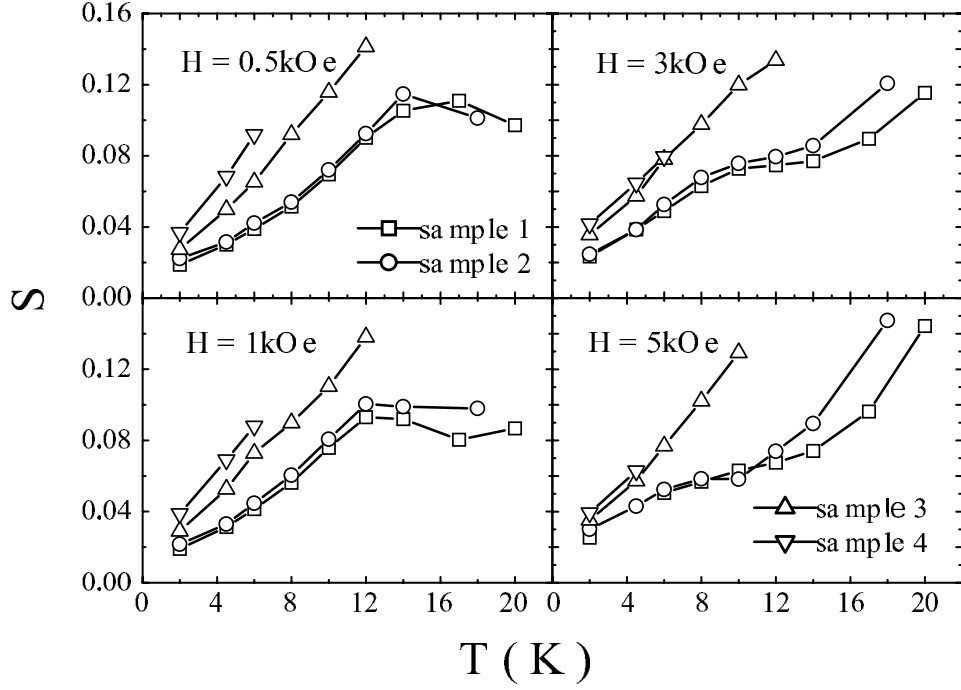 0.16
0.12
0.08
0.04
0.00
H = 0.5kOe
sample 1
sample 2
H = 3kOe
S
0.12
0.08
0.04
0.00
H = 1kOe
H = 5kOe
sample 3
sample 4
0 4 8 12 16 20
0 4 8 12 16 20
T ( K )